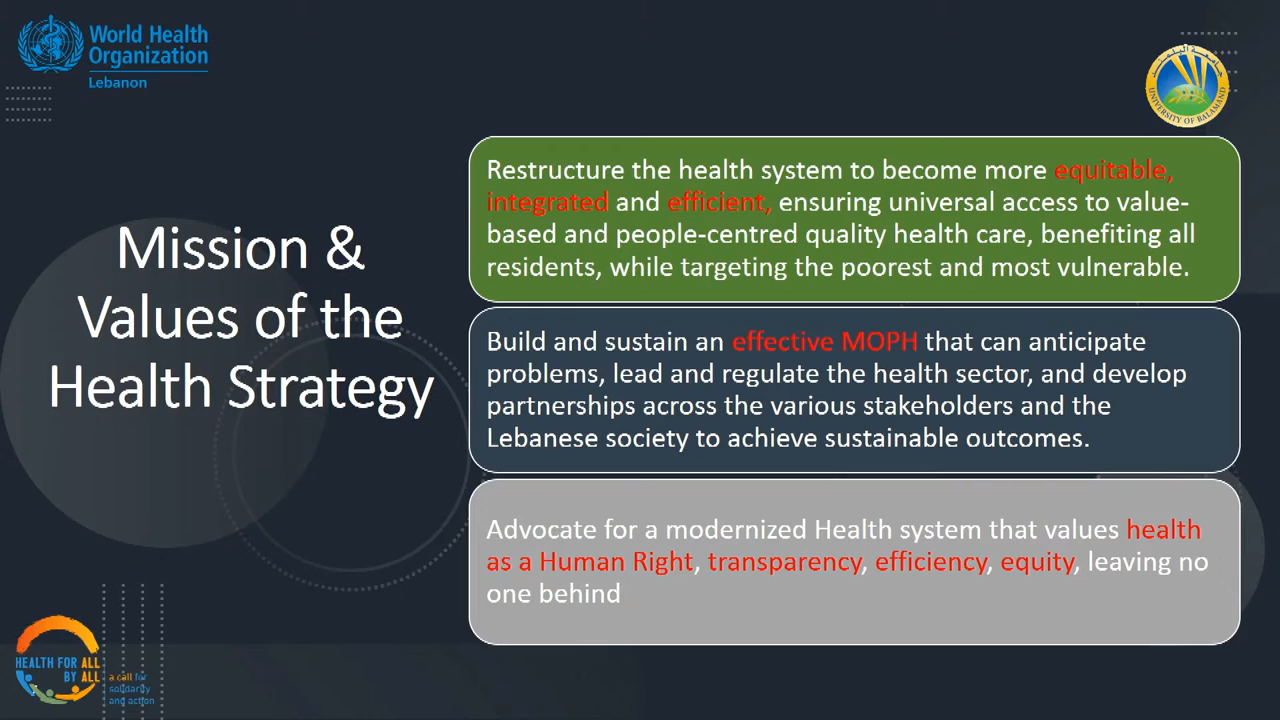 World Health
Organization
Lebanon
UNIVERSITY OF BALAMAND
Mission &
Values of the
Health Strategy
Restructure the health system to become more equitable,
integrated and efficient, ensuring universal access to value-
based and people-centred quality health care, benefiting all
residents, while targeting the poorest and most vulnerable.
Build and sustain an effective MOPH that can anticipate
problems, lead and regulate the health sector, and develop
partnerships across the various stakeholders and the
Lebanese society to achieve sustainable outcomes.
Advocate for a modernized Health system that values health
as a Human Right, transparency, efficiency, equity, leaving no
one behind
HEALTH FOR ALL
BY ALL
a call for
solidarity
and action